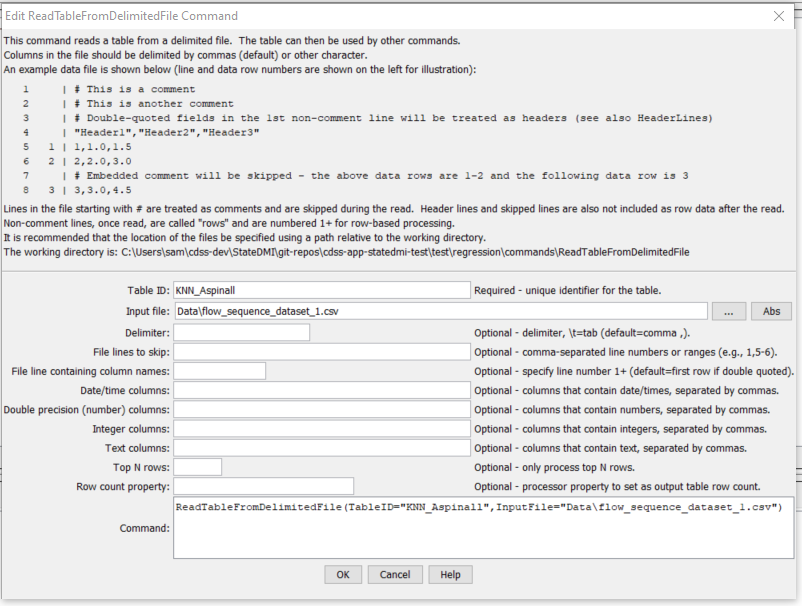 Edit ReadTableFromDelimitedFile Command
This command reads a table from a delimited file.  The table can then be used by other commands.
Columns in the file should be delimited by commas (default) or other character.
An example data file is shown below (line and data row numbers are shown on the left for illustration):
1      | # This is a comment
2      | # This is another comment
3      | # Double-quoted fields in the 1st non-comment line will be treated as headers (see also HeaderLines)
4      | "Header1","Header2","Header3"
5    1 | 1,1.0,1.5
6    2 | 2,2.0,3.0
7      | # Embedded comment will be skipped - the above data rows are 1-2 and the following data row is 3
8    3 | 3,3.0,4.5
Lines in the file starting with # are treated as comments and are skipped during the read.  Header lines and skipped lines are also not included as row data after the read.
Non-comment lines, once read, are called "rows" and are numbered 1+ for row-based processing.
It is recommended that the location of the files be specified using a path relative to the working directory.
The working directory is: C:\Users\sam\cdss-dev\StateDMI\git-repos\cdss-app-statedmi-test\test\regression\commands\ReadTableFromDelimitedFile
Table ID: KNN_Aspinall Required - unique identifier for the table.
Input file: Data\flow_sequence_dataset_1.csv ... Abs
Delimiter: Optional - delimiter, \t=tab (default=comma ,).
File lines to skip: Optional - comma-separated line numbers or ranges (e.g., 1,5-6).
File line containing column names: Optional - specify line number 1+ (default=first row if double quoted).
Date/time columns: Optional - columns that contain date/times, separated by commas.
Double precision (number) columns: Optional - columns that contain numbers, separated by commas.
Integer columns: Optional - columns that contain integers, separated by commas.
Text columns: Optional - columns that contain text, separated by commas.
Top N rows: Optional - only process top N rows.
Row count property: Optional - processor property to set as output table row count.
Command: ReadTableFromDelimitedFile(TableID="KNN_Aspinall",InputFile="Data\flow_sequence_dataset_1.csv")
OK Cancel Help